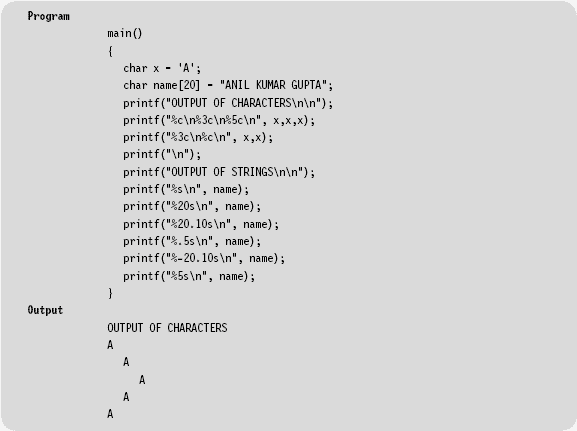 Program
main()
{
char x = 'A';
char name[20] = "ANIL KUMAR GUPTA";
printf("OUTPUT OF CHARACTERS\n\n");
printf("%c\n%3c\n%5c\n", x,x,x);
printf("%3c\n%c\n", x,x);
printf("\n");
printf("OUTPUT OF STRINGS\n\n");
printf("%s\n", name);
printf("%20s\n", name);
printf("%20.10s\n", name);
printf("%.5s\n", name);
printf("%-20.10s\n", name);
printf("%5s\n", name);
}
Output
OUTPUT OF CHARACTERS
A
A
A
A
A